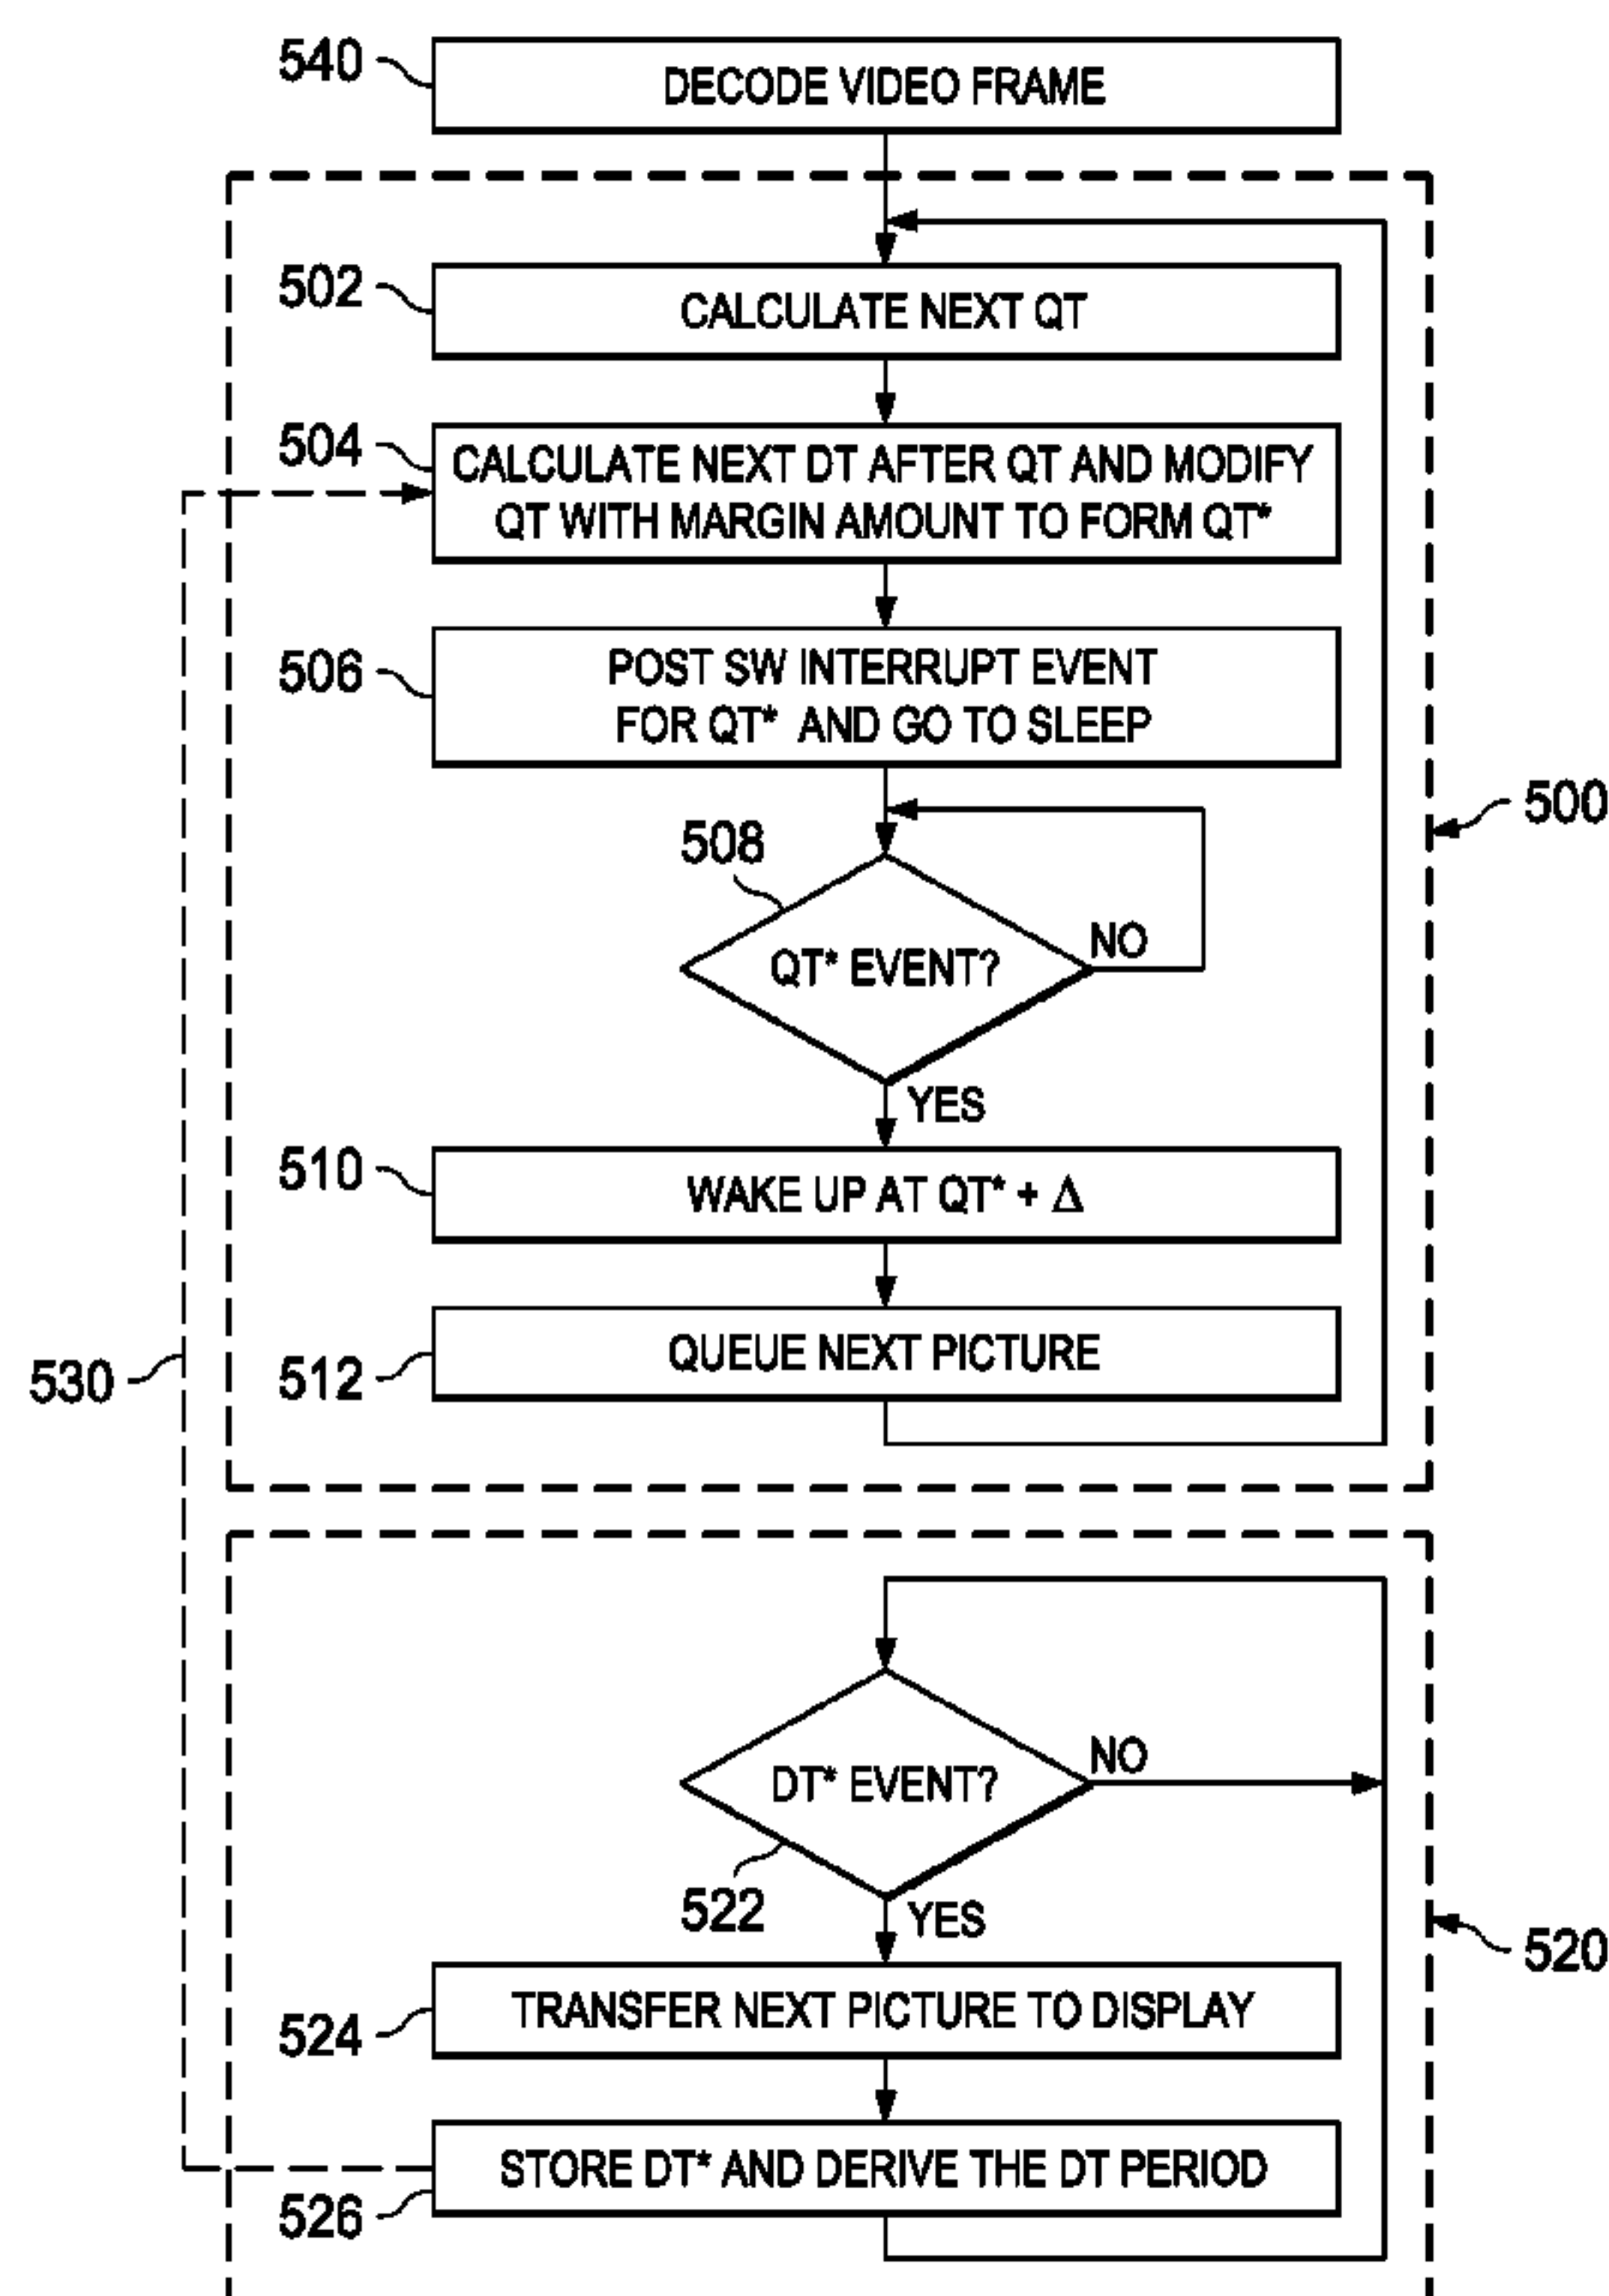 540
DECODE VIDEO FRAME
502
CALCULATE NEXT QT
504
CALCULATE NEXT DT AFTER QT AND MODIFY
QT WITH MARGIN AMOUNT TO FORM QT*
506
POST SW INTERRUPT EVENT
FOR QT* AND GO TO SLEEP
500
508
QT* EVENT?
NO
YES
510
WAKE UP AT QT* + Δ
530
512
QUEUE NEXT PICTURE
DT* EVENT?
NO
522
YES
520
524
TRANSFER NEXT PICTURE TO DISPLAY
526
STORE DT* AND DERIVE THE DT PERIOD